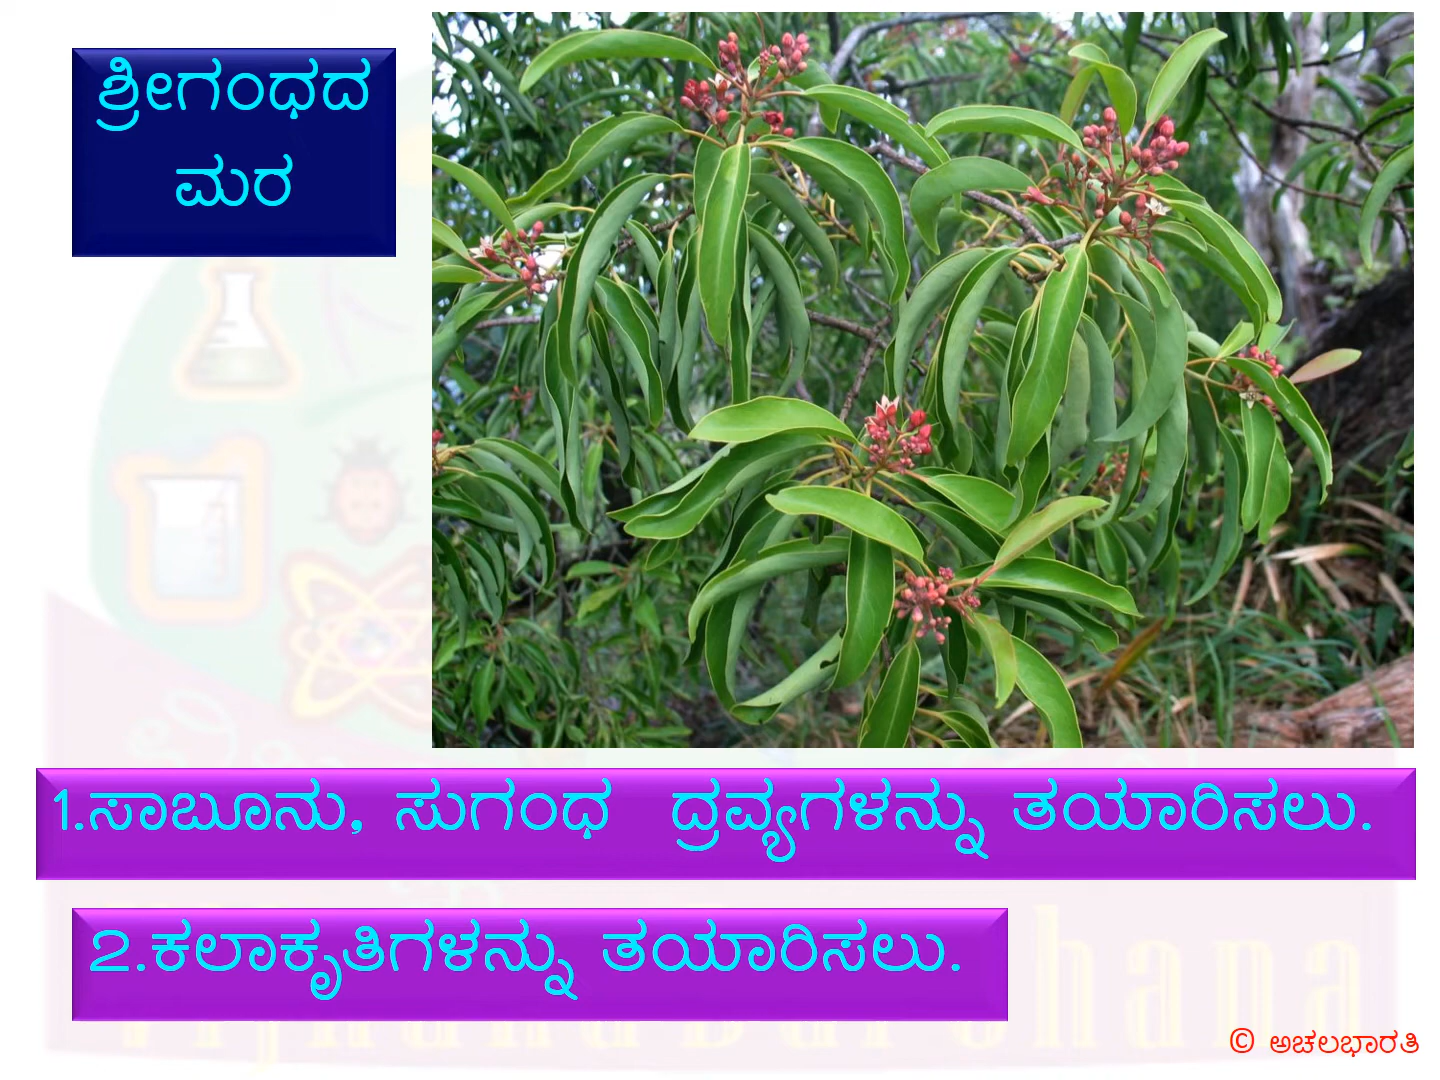 ಶ್ರೀಗಂಧದ
ಮರ
1.ಸಾಬೂನು, ಸುಗಂಧ ದ್ರವ್ಯಗಳನ್ನು ತಯಾರಿಸಲು.
2.ಕಲಾಕೃತಿಗಳನ್ನು ತಯಾರಿಸಲು.
© ಅಚಲಭಾರತಿ